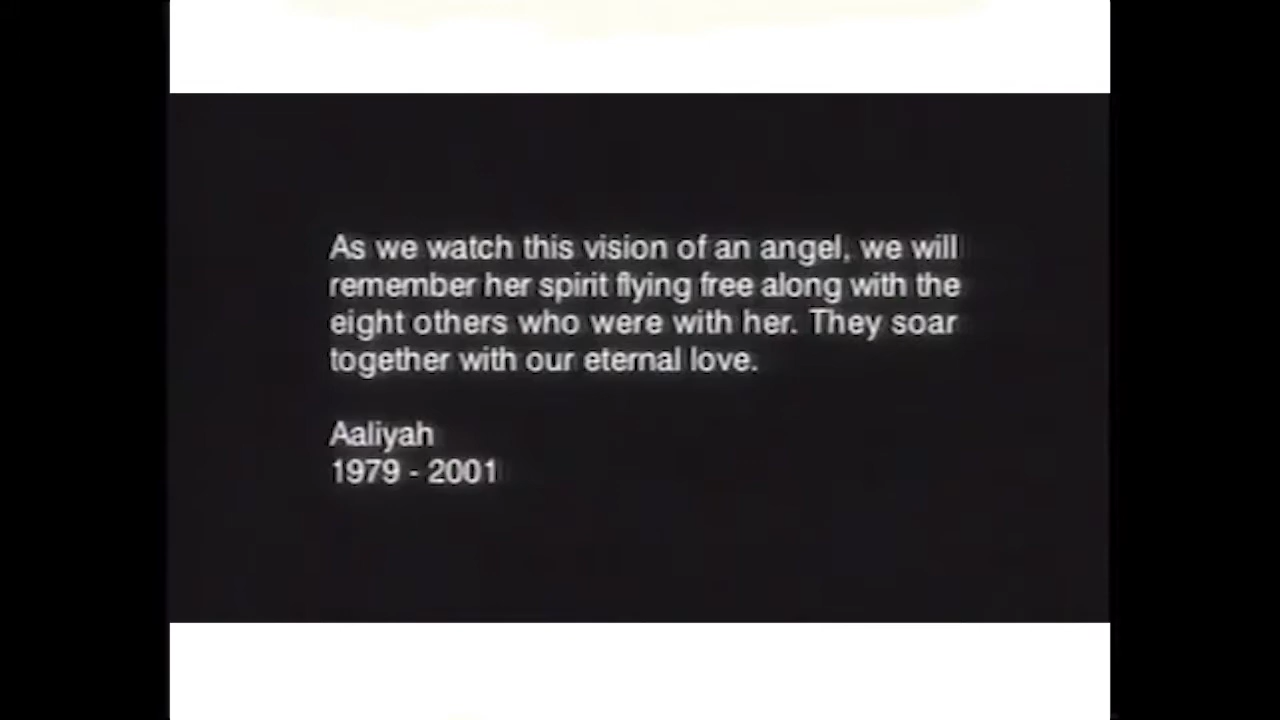 As we watch this vision of an angel, we will
remember her spirit flying free along with the
eight others who were with her. They soar
together with our eternal love.
Aaliyah
1979 - 2001